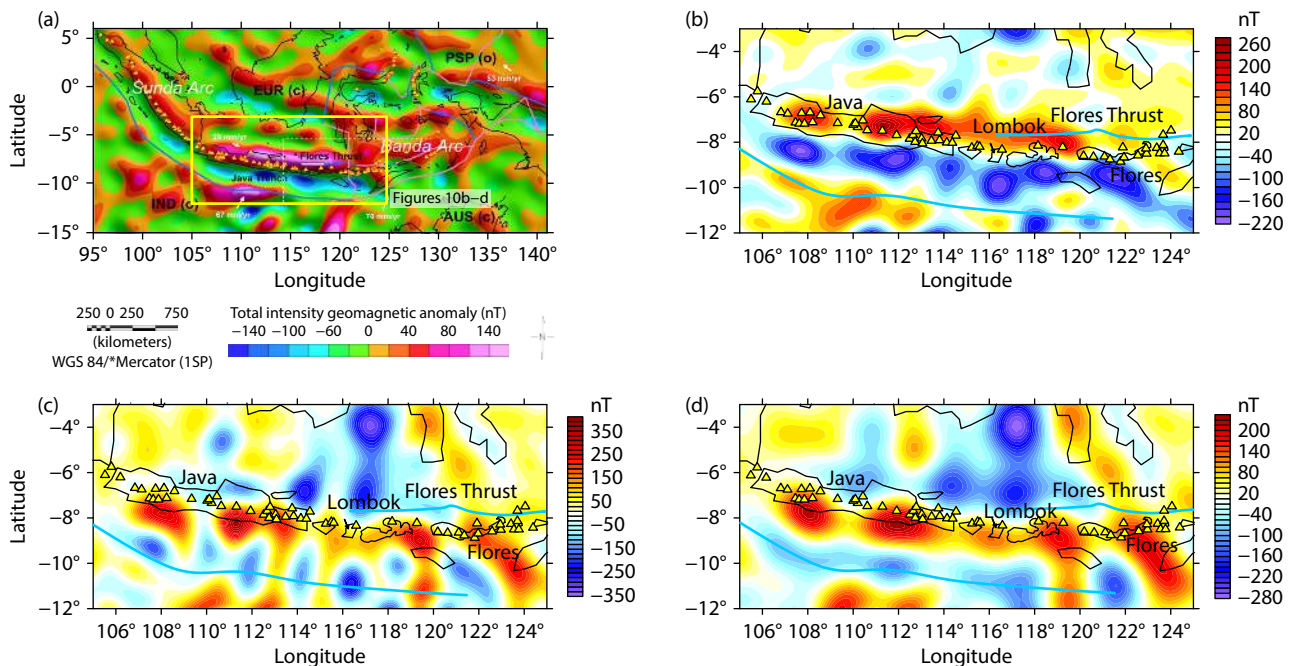 (a)
5°
0°
−5°
−10°
−15°
Latitude
Sunda Arc
PSP (o)
53 mm/yr
EUR (c)
Flores Thrust
Banda Arc
Java Trench
IND (o)
67 mm/yr
Figures 10b−d
AUS (c)
95° 100° 105° 110° 115° 120° 125° 130° 135° 140°
Longitude
(b)
−4°
−6°
−8°
−10°
−12°
Latitude
Java
Lombok
Flores Thrust
Flores
106° 108° 110° 112° 114° 116° 118° 120° 122° 124°
Longitude
nT
260
200
140
80
20
−40
−100
−160
−220
250 0 250 750
(kilometers)
WGS 84/*Mercator (1SP)
Total intensity geomagnetic anomaly (nT)
−140 −100 −60 0 40 80 140
N
(c)
−4°
−6°
−8°
−10°
−12°
Latitude
Java
Lombok
Flores Thrust
Flores
106° 108° 110° 112° 114° 116° 118° 120° 122° 124°
Longitude
nT
350
250
150
50
−50
−150
−250
−350
(d)
−4°
−6°
−8°
−10°
−12°
Latitude
Java
Lombok
Flores Thrust
Flores
106° 108° 110° 112° 114° 116° 118° 120° 122° 124°
Longitude
nT
200
140
80
20
−40
−100
−160
−220
−280